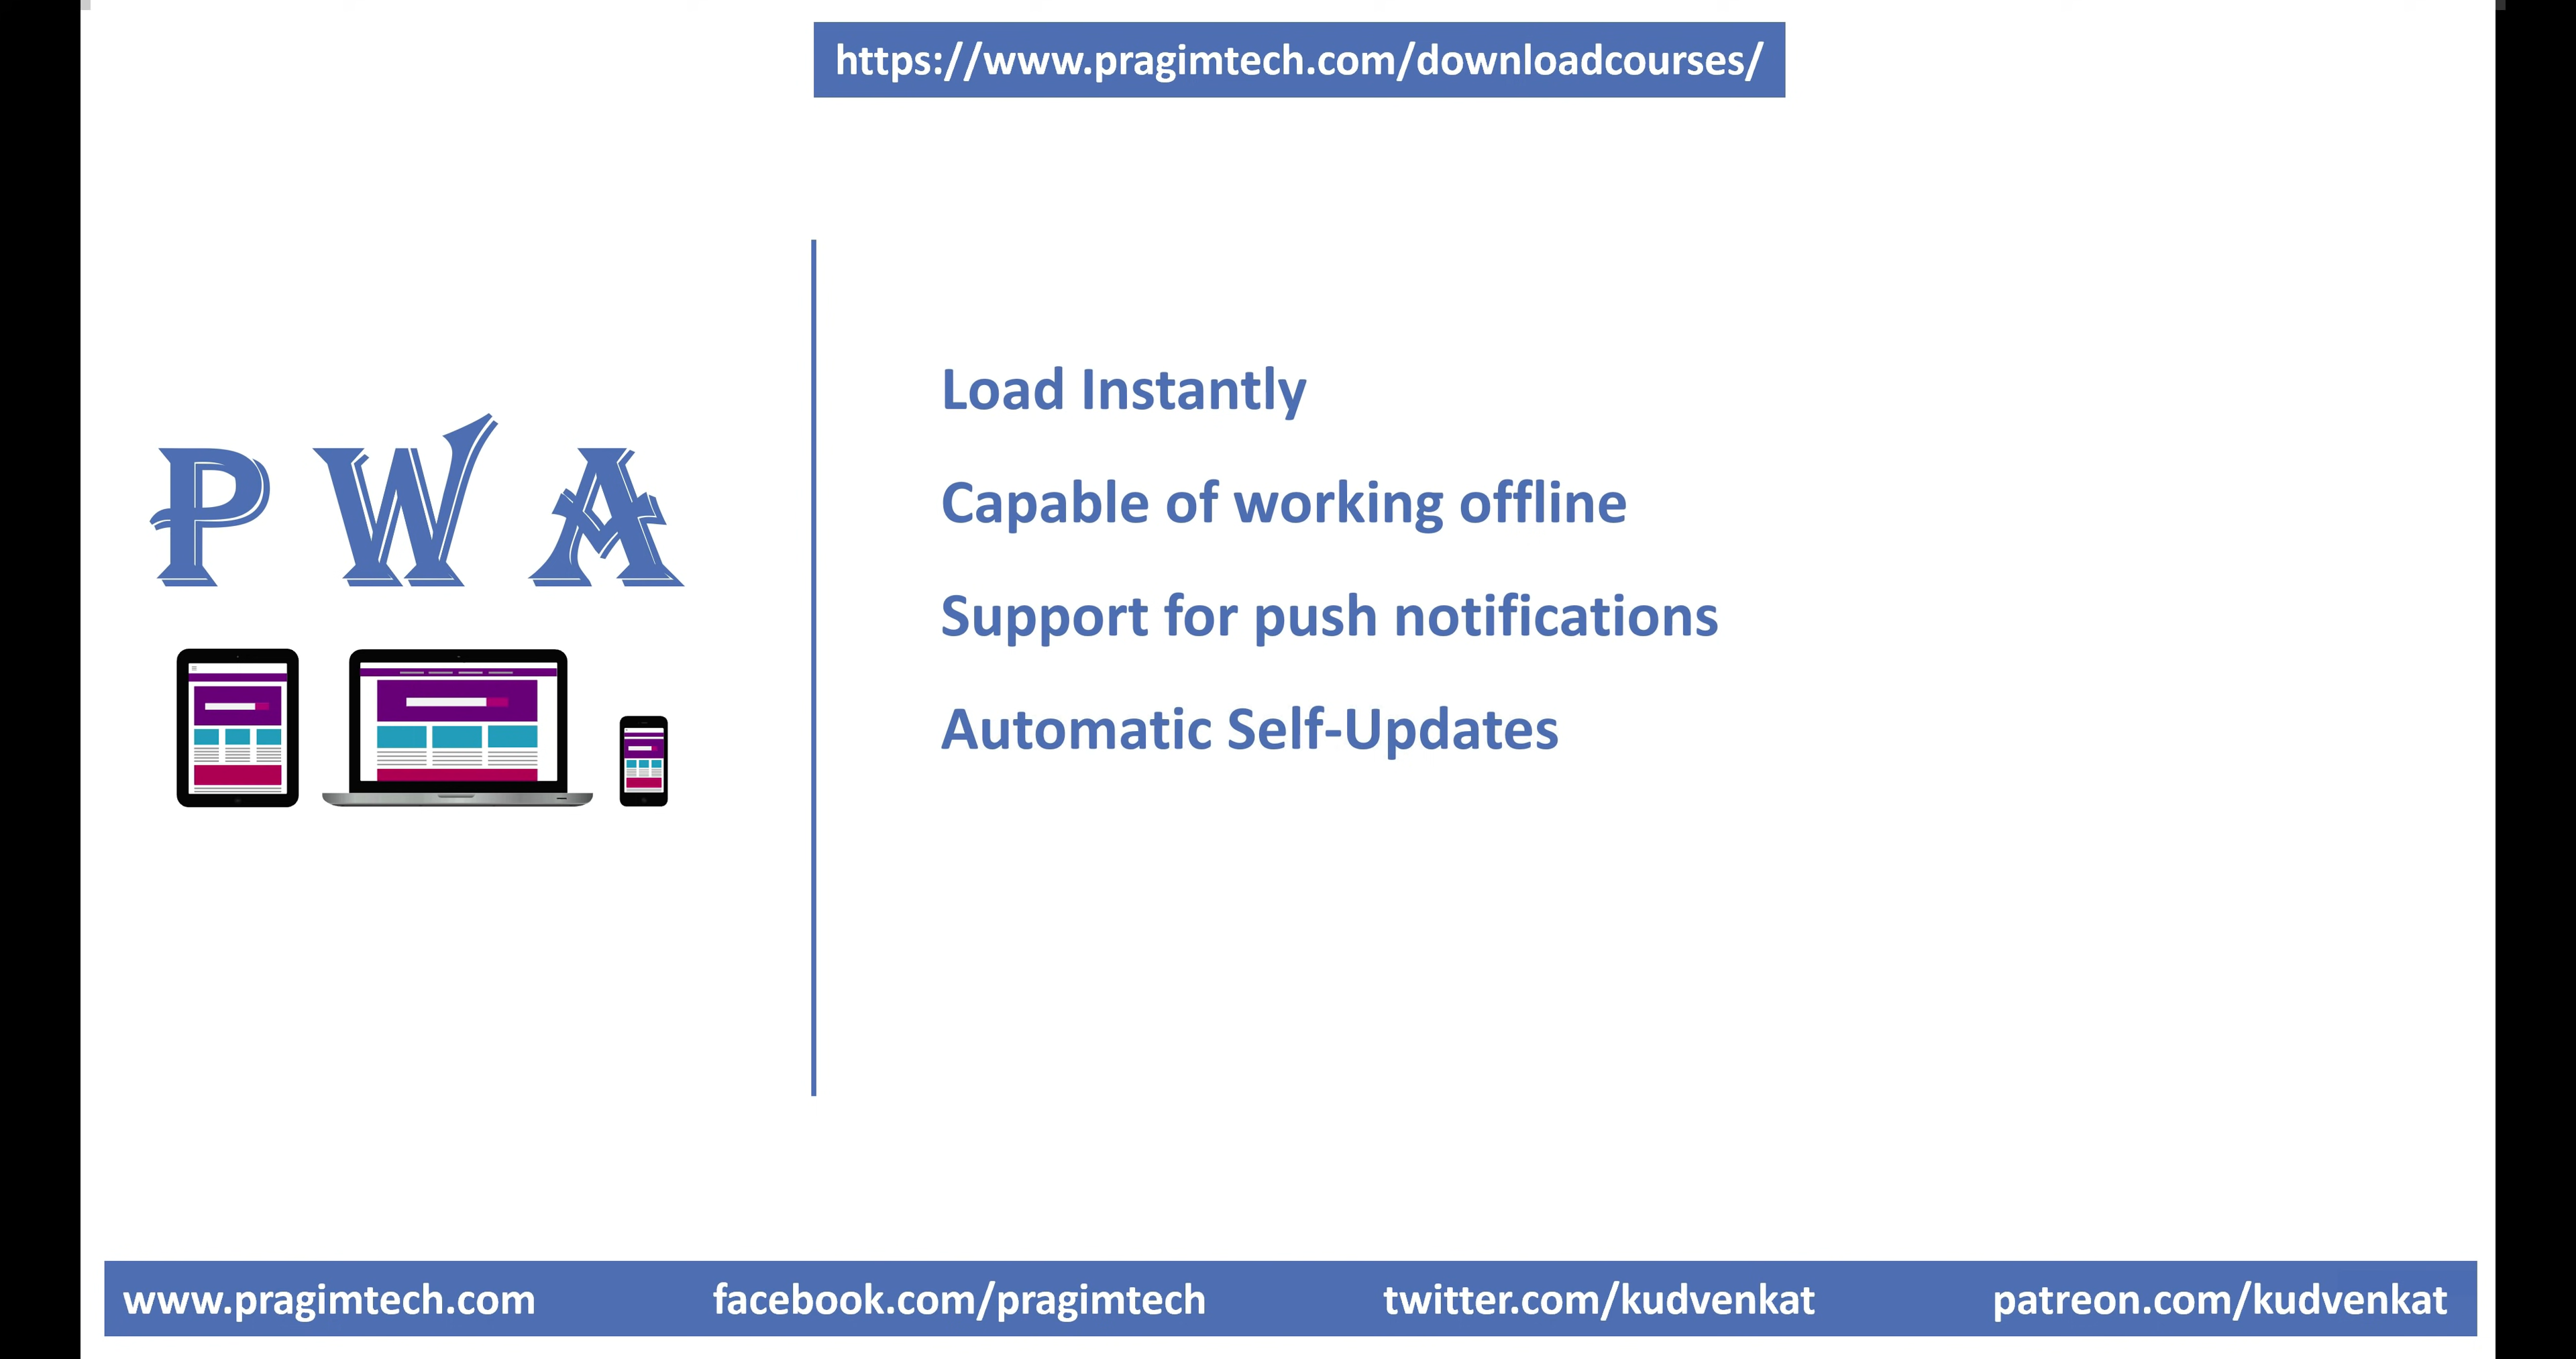 https://www.pragimtech.com/downloadcourses/
PWA
Load Instantly
Capable of working offline
Support for push notifications
Automatic Self-Updates
www.pragimtech.com facebook.com/pragimtech twitter.com/kudvenkat patreon.com/kudvenkat